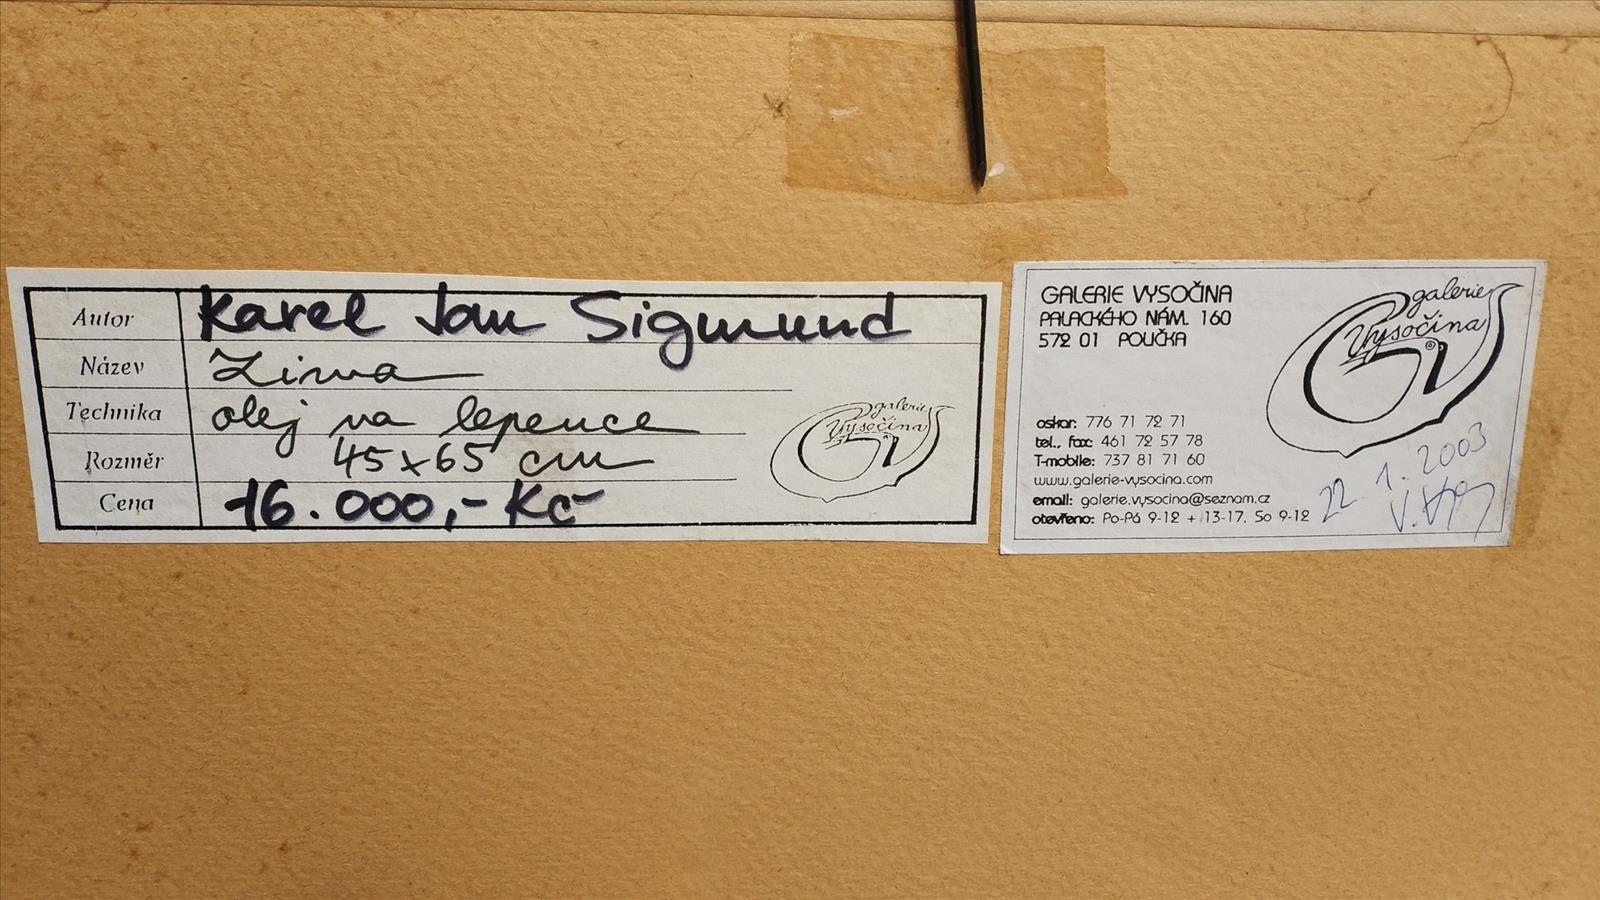 Autor Karel Jan Sigmund
Název Zima
Technika olej na lepence
Rozměr 45x65 cm
Cena 16.000,- Kč
galerie
Vysočina
GALERIE VYSOČINA
PALACKÉHO NÁM. 160
572 01 POLIČKA
oskar: 776 71 72 71
tel., fax: 461 72 57 78
T-mobile: 737 81 71 60
www.galerie-vysocina.com
email: galerie.vysocina@seznam.cz
otevřeno: Po-Pá 9-12 + 13-17, So 9-12
galerie
Vysočina
®
22. 1. 2003